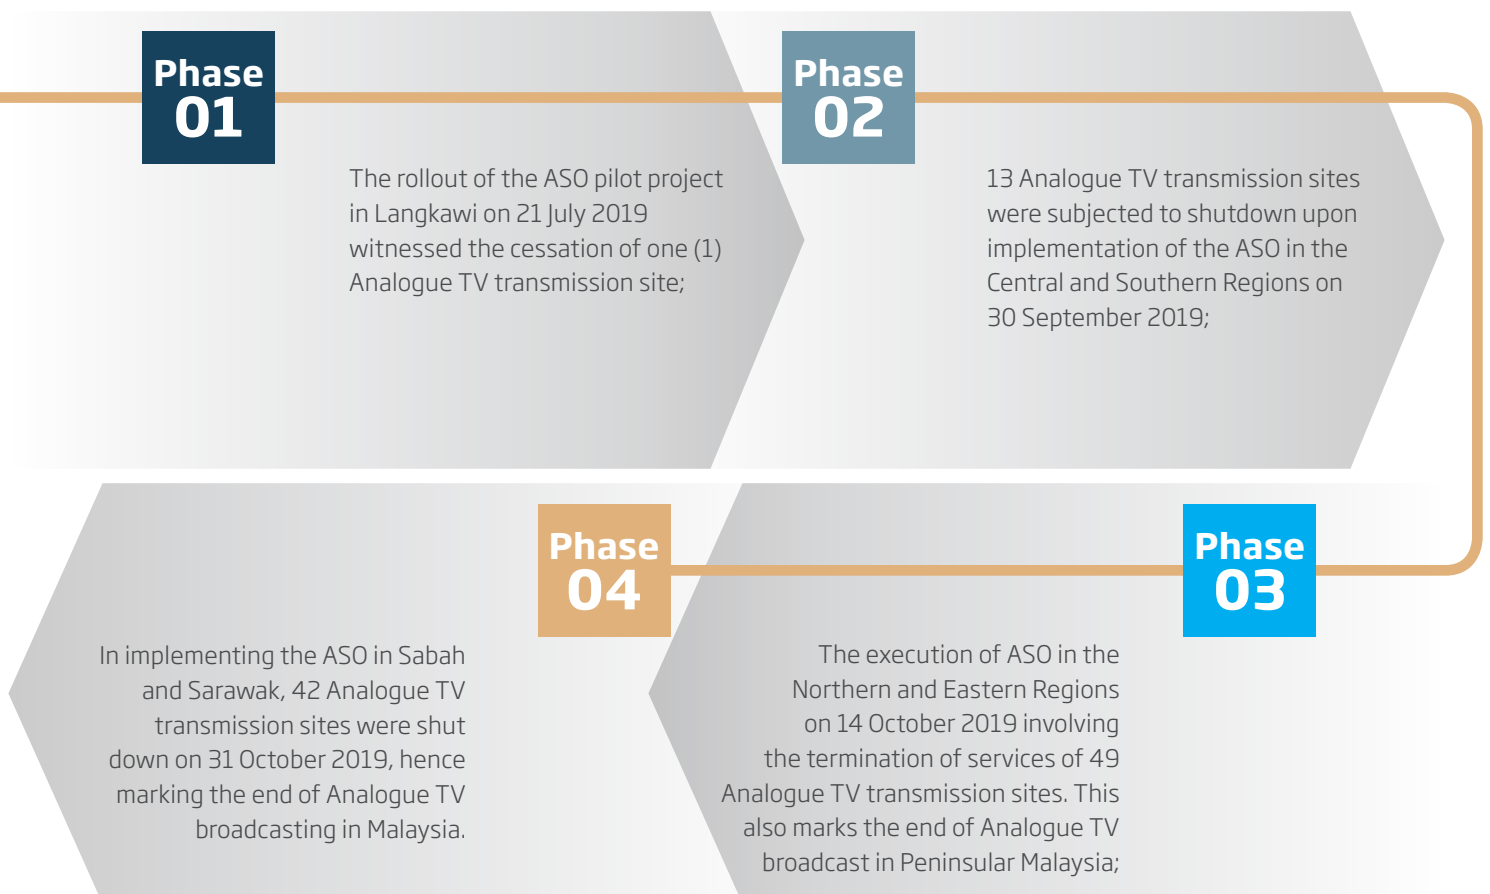 Phase
01
The rollout of the ASO pilot project
in Langkawi on 21 July 2019
witnessed the cessation of one (1)
Analogue TV transmission site;
Phase
02
13 Analogue TV transmission sites
were subjected to shutdown upon
implementation of the ASO in the
Central and Southern Regions on
30 September 2019;
Phase
03
The execution of ASO in the
Northern and Eastern Regions
on 14 October 2019 involving
the termination of services of 49
Analogue TV transmission sites. This
also marks the end of Analogue TV
broadcast in Peninsular Malaysia;
Phase
04
In implementing the ASO in Sabah
and Sarawak, 42 Analogue TV
transmission sites were shut
down on 31 October 2019, hence
marking the end of Analogue TV
broadcasting in Malaysia.